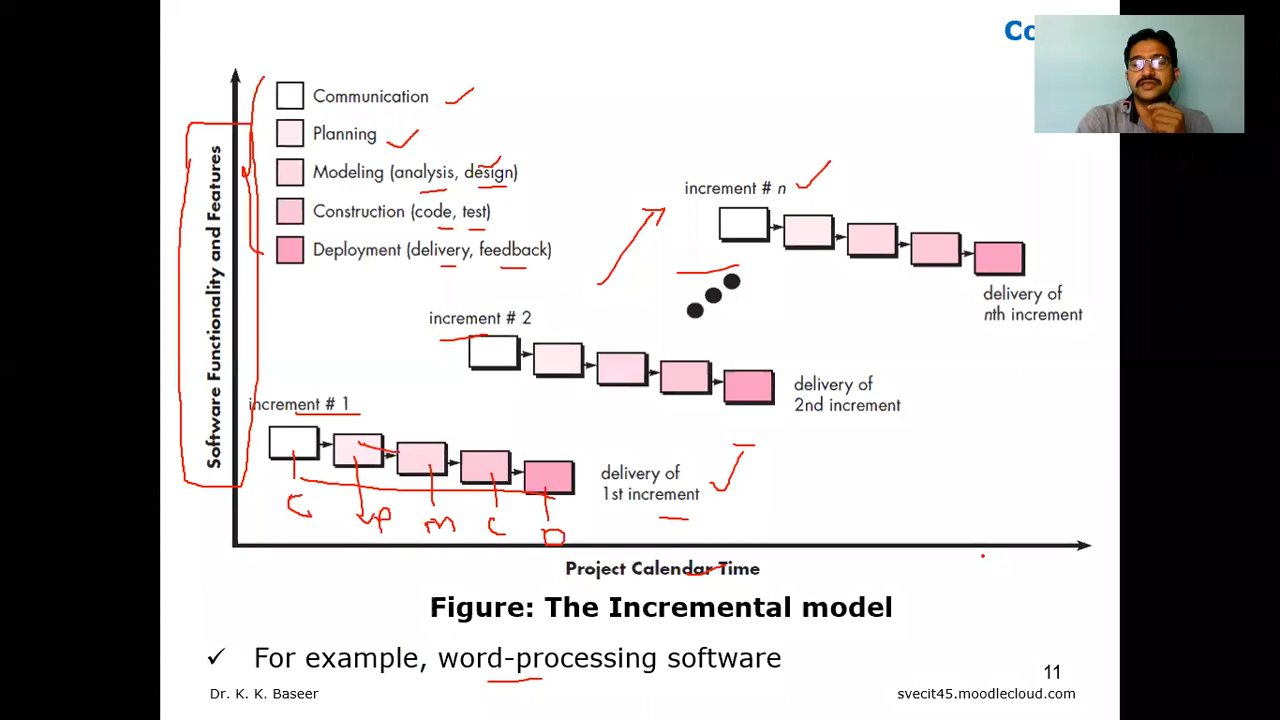 Co
Communication
Planning
Modeling (analysis, design)
Construction (code, test)
Deployment (delivery, feedback)
Software Functionality and Features
increment # n
delivery of
nth increment
increment # 2
delivery of
2nd increment
increment # 1
delivery of
1st increment
C P m C D
Project Calendar Time
Figure: The Incremental model
✓ For example, word-processing software
11
Dr. K. K. Baseer
svecit45.moodlecloud.com